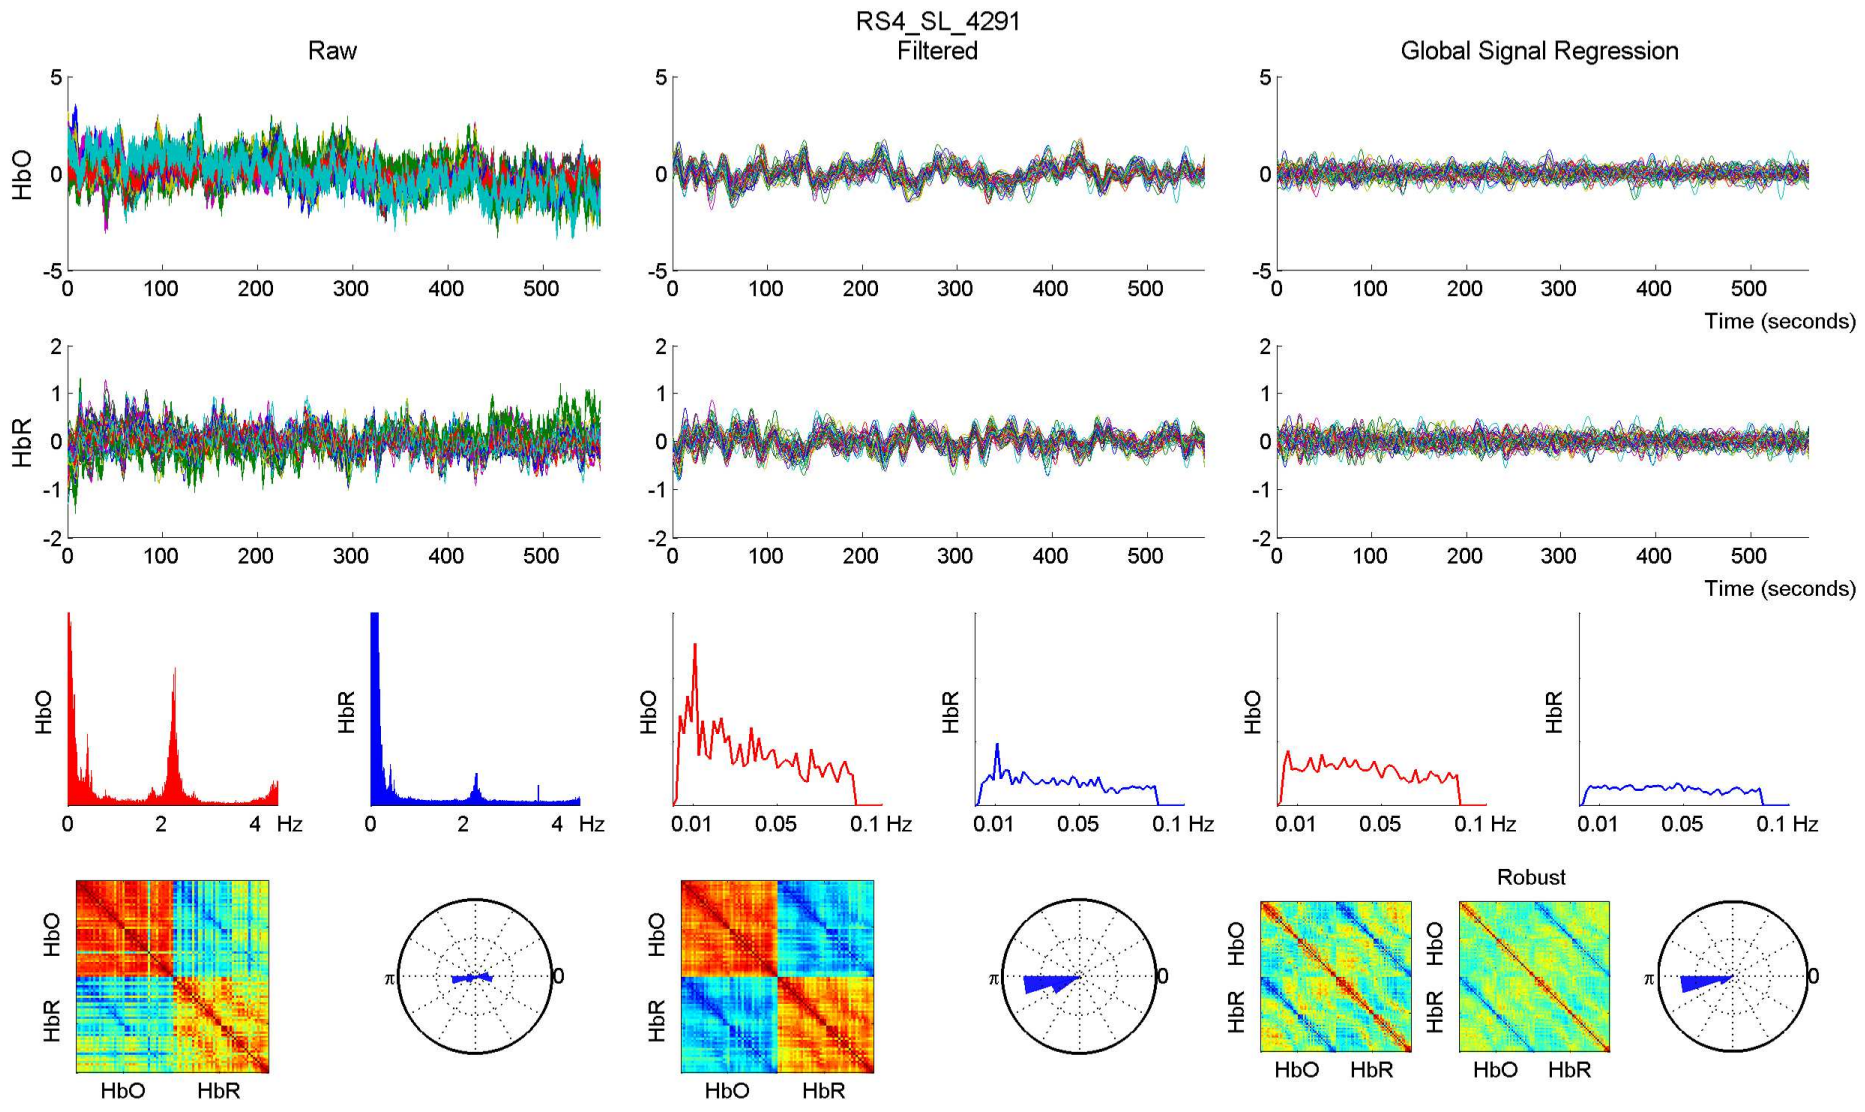 RS4_SL_4291
Raw
Filtered
Global Signal Regression
HbO
5
0
-5
0 100 200 300 400 500
5
0
-5
0 100 200 300 400 500
5
0
-5
0 100 200 300 400 500
Time (seconds)
HbR
2
1
0
-1
-2
0 100 200 300 400 500
2
1
0
-1
-2
0 100 200 300 400 500
2
1
0
-1
-2
0 100 200 300 400 500
Time (seconds)
HbO
0 2 4 Hz
HbR
0 2 4 Hz
HbO
0.01 0.05 0.1 Hz
HbR
0.01 0.05 0.1 Hz
HbO
0.01 0.05 0.1 Hz
HbR
0.01 0.05 0.1 Hz
HbO
HbR
HbO HbR
π 0
HbO
HbR
HbO HbR
π 0
HbO
HbR
HbO HbR
Robust
HbO
HbR
HbO HbR
π 0